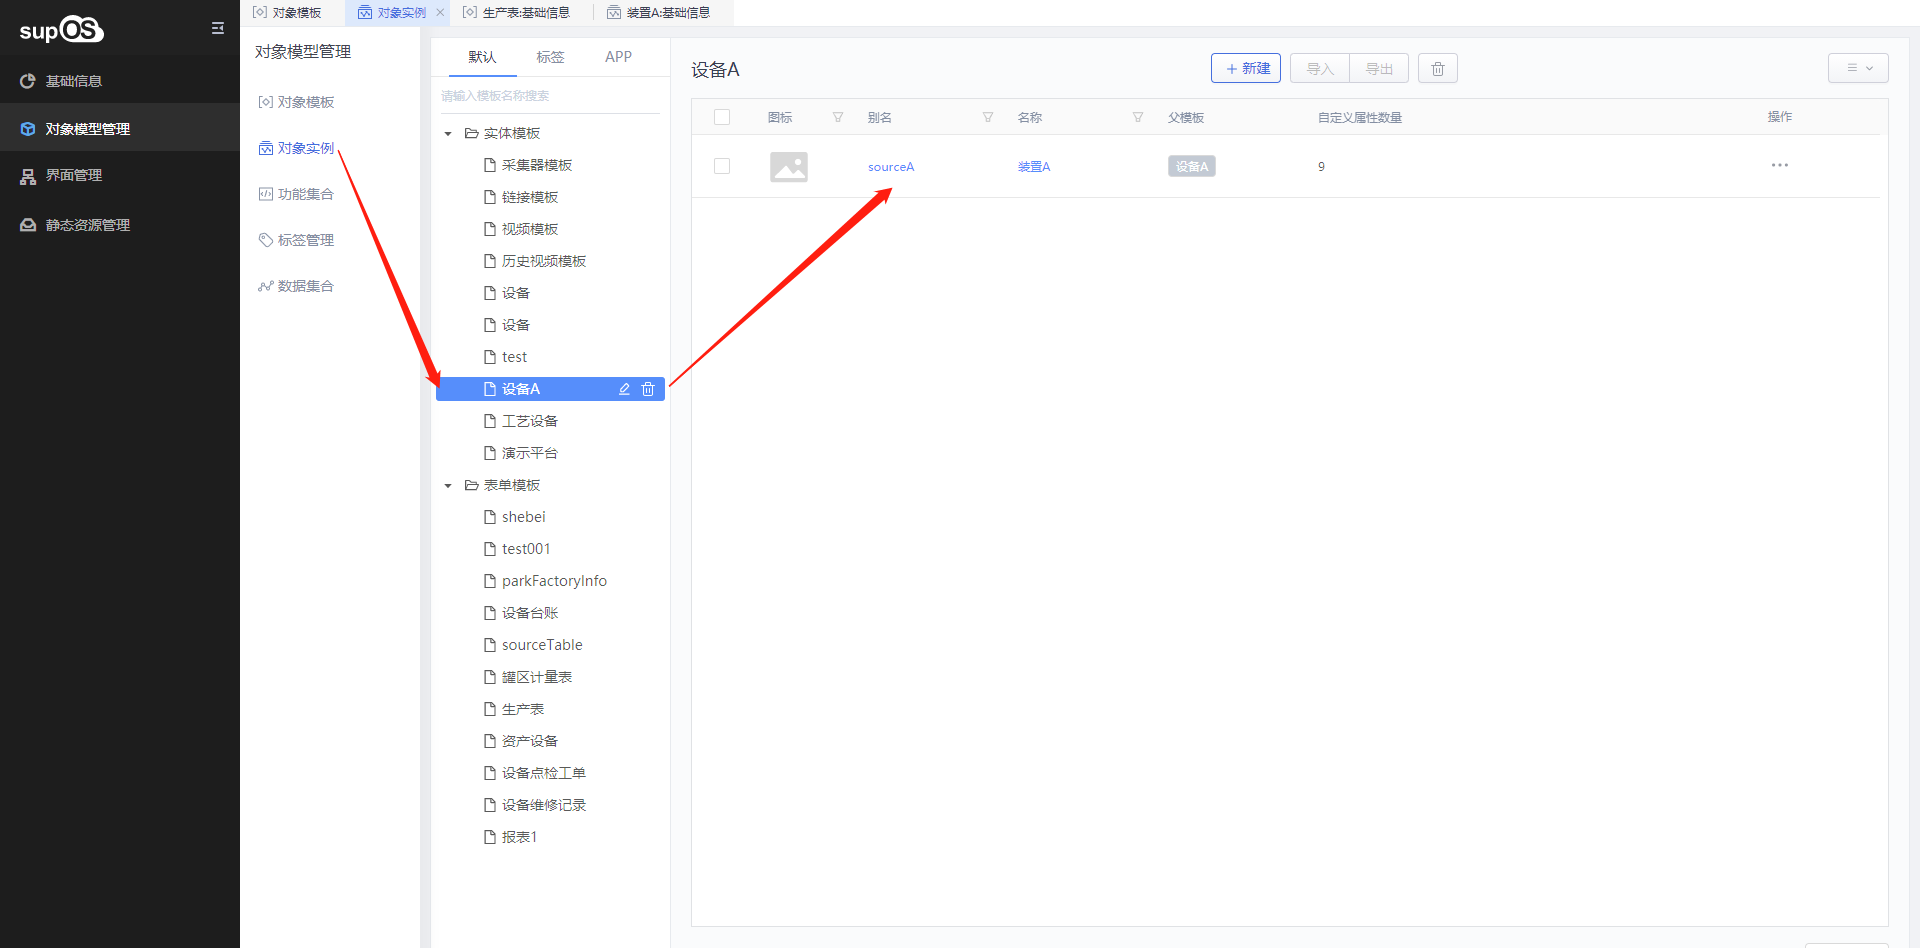 supOS
基础信息
对象模型管理
界面管理
静态资源管理
对象模板
对象实例
生产表:基础信息
装置A:基础信息
对象模型管理
对象模板
对象实例
功能集合
标签管理
数据集合
默认
标签
APP
请输入模板名称搜索
实体模板
采集器模板
链接模板
视频模板
历史视频模板
设备
设备
test
设备A
工艺设备
演示平台
表单模板
shebei
test001
parkFactoryInfo
设备台账
sourceTable
罐区计量表
生产表
资产设备
设备点检工单
设备维修记录
报表1
设备A
+ 新建
导入
导出
图标
别名
名称
父模板
自定义属性数量
操作
sourceA
装置A
设备A
9